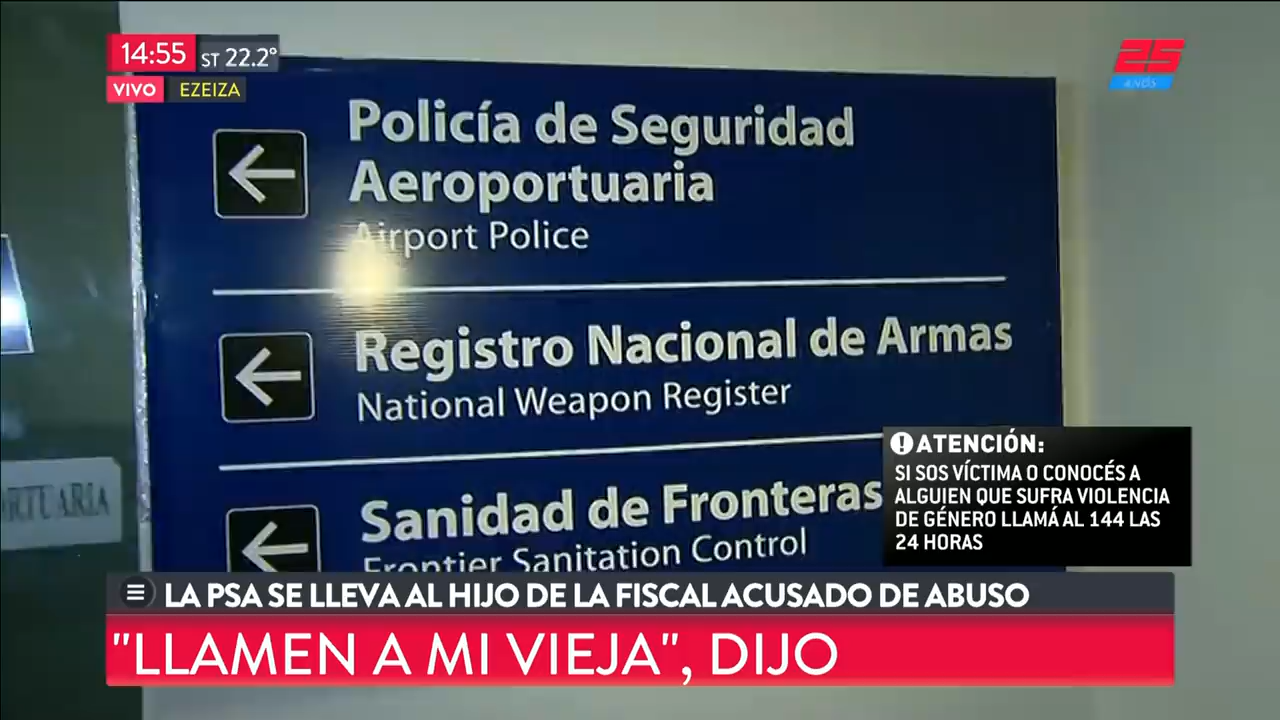 14:55 ST 22.2°
VIVO EZEIZA
25
AÑOS
Policía de Seguridad
Aeroportuaria
Airport Police
Registro Nacional de Armas
National Weapon Register
Sanidad de Fronteras
Frontier Sanitation Control
ATENCIÓN:
SI SOS VÍCTIMA O CONOCÉS A
ALGUIEN QUE SUFRA VIOLENCIA
DE GÉNERO LLAMÁ AL 144 LAS
24 HORAS
LA PSA SE LLEVA AL HIJO DE LA FISCAL ACUSADO DE ABUSO
"LLAMEN A MI VIEJA", DIJO